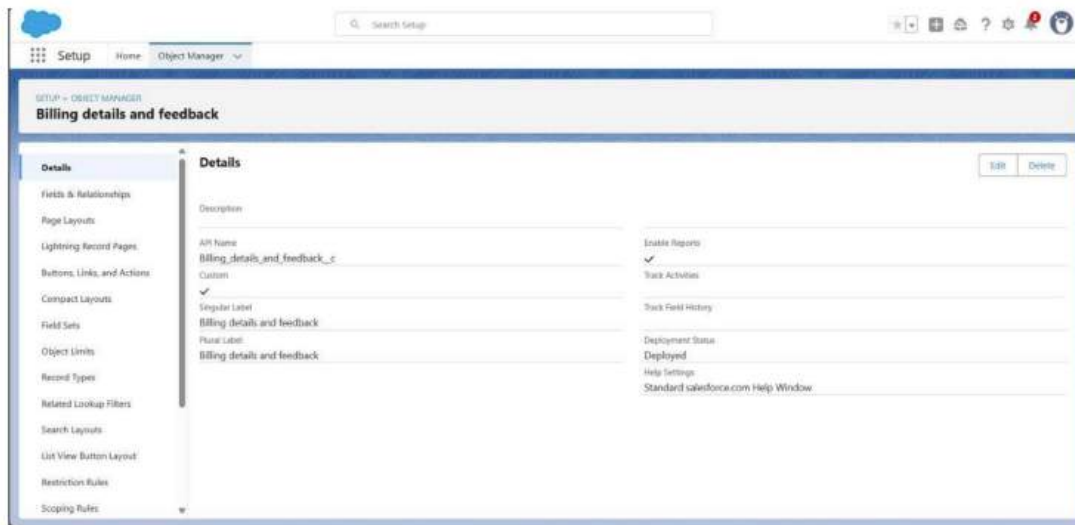 Search Setup
Setup
Home
Object Manager
SETUP > OBJECT MANAGER
Billing details and feedback
Details
Fields & Relationships
Page Layouts
Lightning Record Pages
Buttons, Links, and Actions
Compact Layouts
Field Sets
Object Limits
Record Types
Related Lookup Filters
Search Layouts
List View Button Layout
Restriction Rules
Scoping Rules
Details
Edit
Delete
Description
API Name
Billing_details_and_feedback__c
Custom
Singular Label
Billing details and feedback
Plural Label
Billing details and feedback
Enable Reports
Track Activities
Track Field History
Deployment Status
Deployed
Help Settings
Standard salesforce.com Help Window